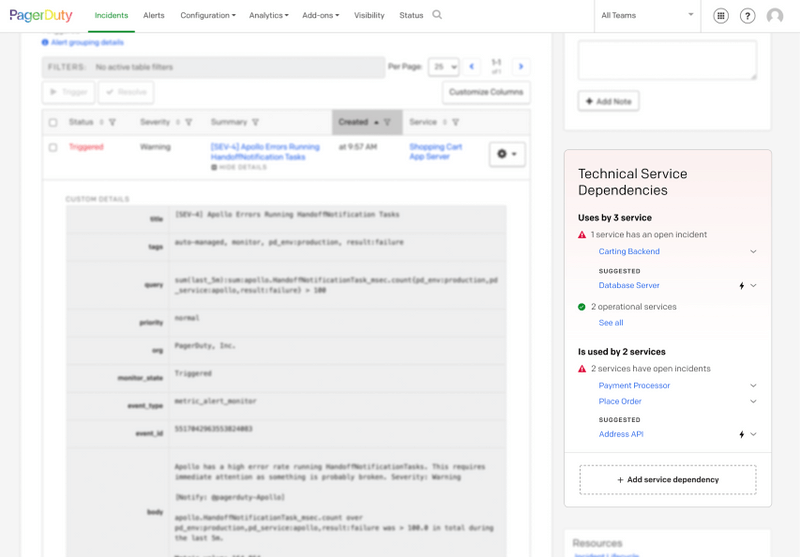 PagerDuty
Incidents Alerts Configuration Analytics Add-ons Visibility Status
All Teams
?
Alert grouping details
FILTERS: No active table filters
Per Page: 25
1-1
of 1
Trigger Resolve
Customize Columns
Status Severity Summary Created Service
Triggered Warning [SEV-4] Apollo Errors Running HandoffNotification Tasks at 9:57 AM Shopping Cart App Server
HIDE DETAILS
CUSTOM DETAILS
title [SEV-4] Apollo Errors Running HandoffNotification Tasks
tags auto-managed, monitor, pd_env:production, result:failure
query sum(last_5m):sum:apollo.HandoffNotificationTask_msec.count{pd_env:production,pd
_service:apollo,result:failure} > 100
priority normal
org PagerDuty, Inc.
monitor_state Triggered
event_type metric_alert_monitor
event_id
body
Apollo has a high error rate running HandoffNotificationTasks. This requires
immediate attention as something is probably broken. Severity: Warning
[Notify: @pagerduty-Apollo]
apollo.HandoffNotificationTask_msec.count over
pd_env:production,pd_service:apollo,result:failure was > 100.0 in total during
the last 5m.
Add Note
Technical Service
Dependencies
Uses by 3 service
1 service has an open incident
Carting Backend
SUGGESTED
Database Server
2 operational services
See all
Is used by 2 services
2 services have open incidents
Payment Processor
Place Order
SUGGESTED
Address API
+ Add service dependency
Resources
Incident Lifecycle